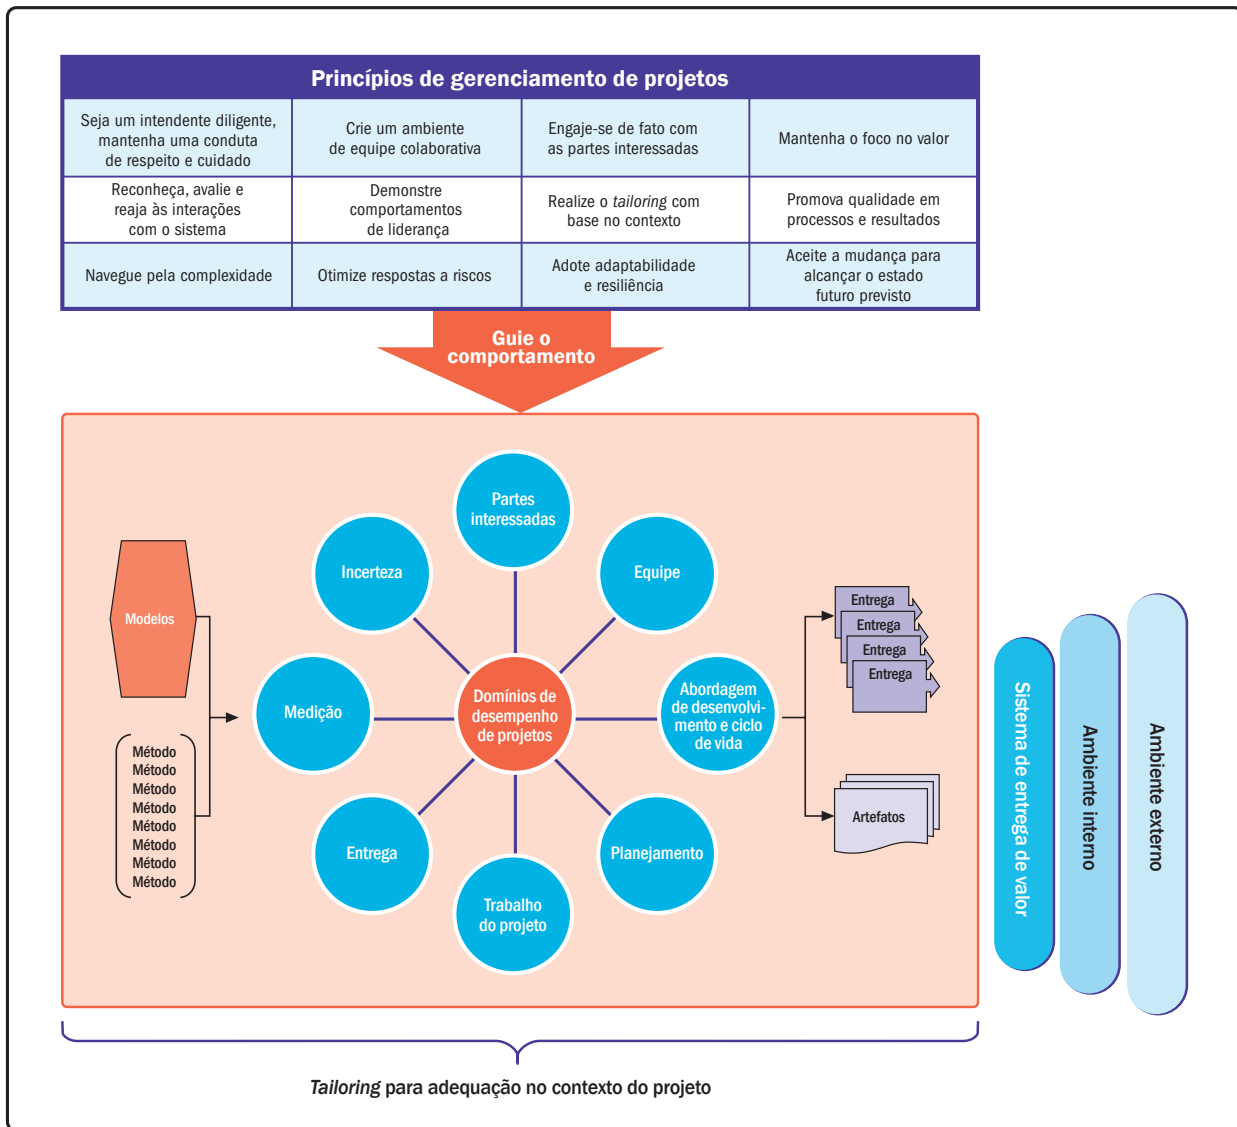 Princípios de gerenciamento de projetos
Seja um intendente diligente,
mantenha uma conduta
de respeito e cuidado
Crie um ambiente
de equipe colaborativa
Engaje-se de fato com
as partes interessadas
Mantenha o foco no valor
Reconheça, avalie e
reaja às interações
com o sistema
Demonstre
comportamentos
de liderança
Realize o tailoring com
base no contexto
Promova qualidade em
processos e resultados
Navegue pela complexidade
Otimize respostas a riscos
Adote adaptabilidade
e resiliência
Aceite a mudança para
alcançar o estado
futuro previsto
Guie o
comportamento
Partes
interessadas
Incerteza
Equipe
Modelos
Medição
Domínios de
desempenho
de projetos
Abordagem
de desenvolvi-
mento e ciclo
de vida
Método
Método
Método
Método
Método
Método
Método
Método
Entrega
Trabalho
do projeto
Planejamento
Entrega
Entrega
Entrega
Entrega
Artefatos
Sistema de entrega de valor
Ambiente interno
Ambiente externo
Tailoring para adequação no contexto do projeto